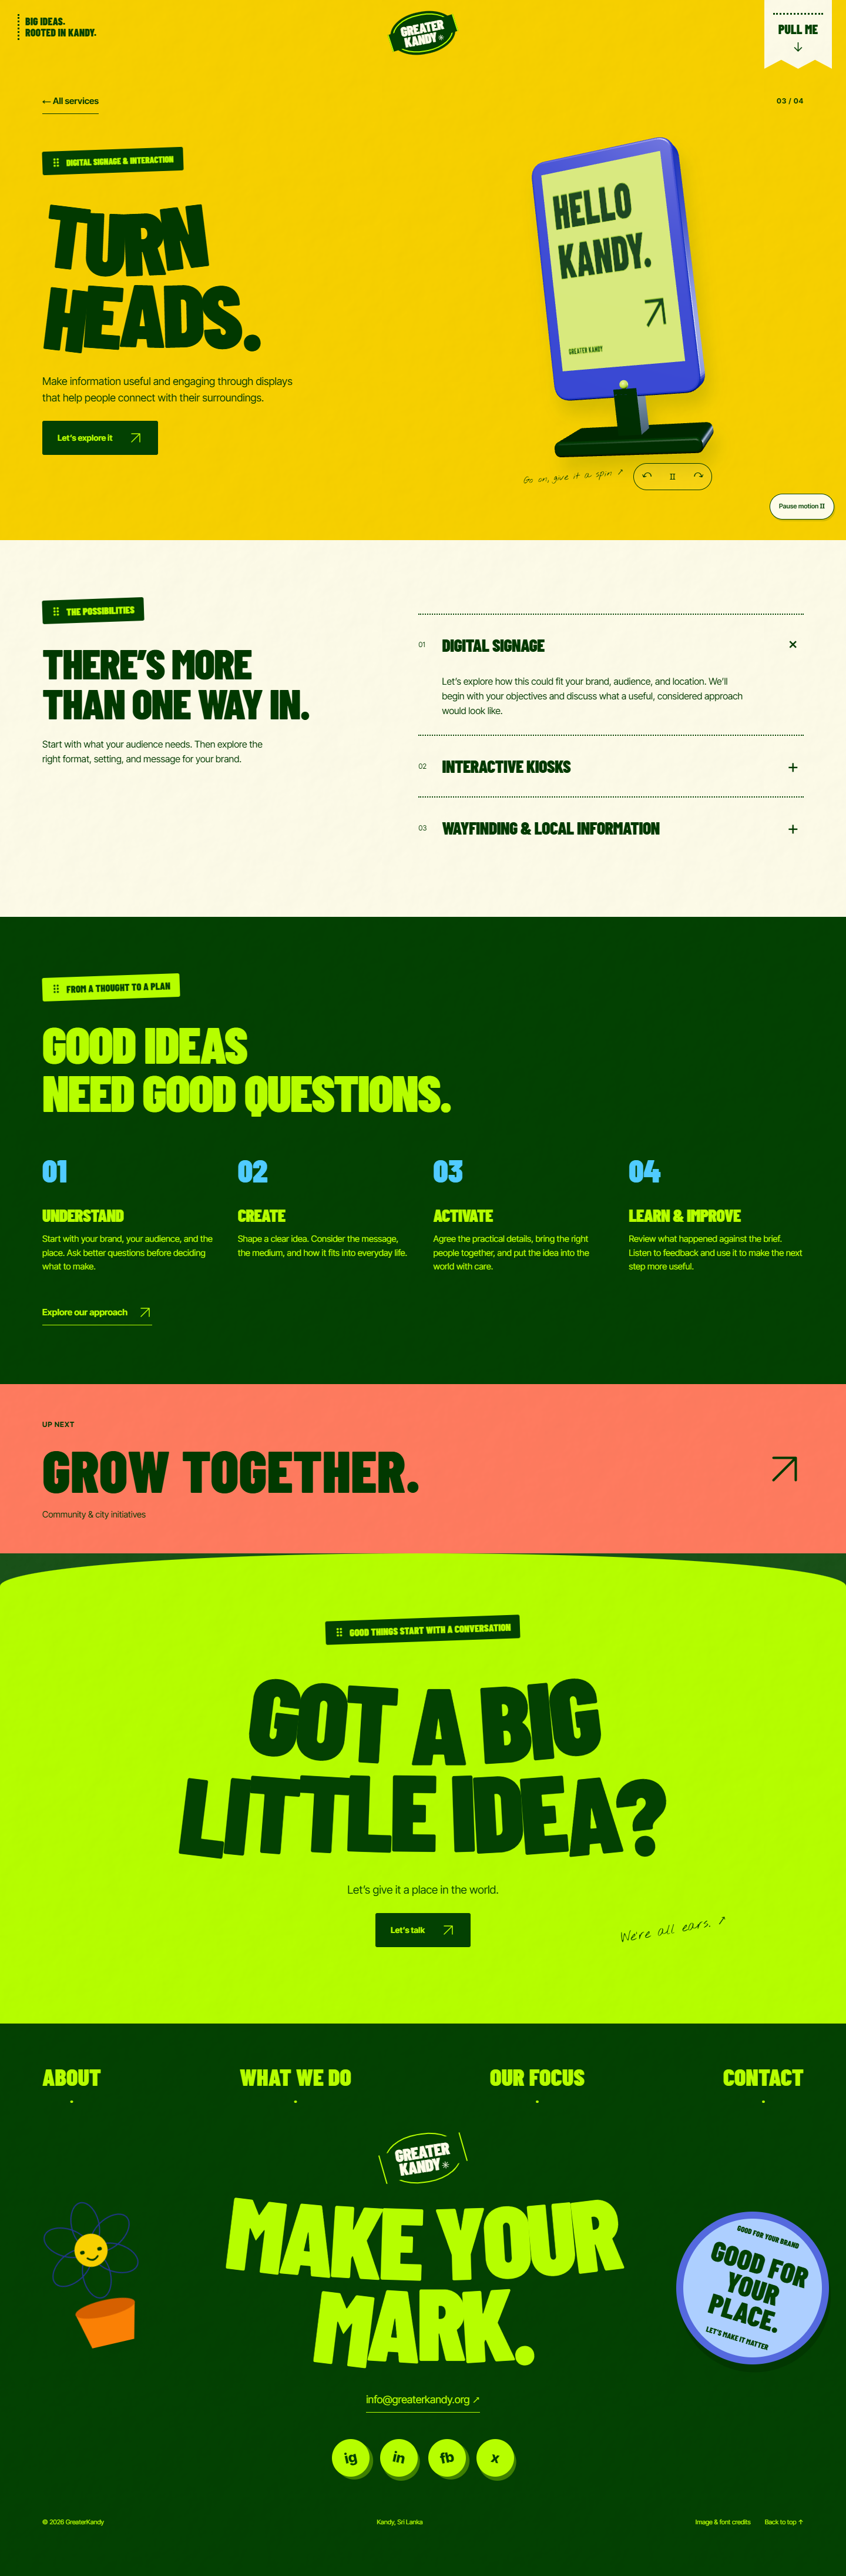 BIG IDEAS.
ROOTED IN KANDY.
GREATER
KANDY
PULL ME
↓
← All services
03 / 04
DIGITAL SIGNAGE & INTERACTION
TURN
HEADS.
Make information useful and engaging through displays
that help people connect with their surroundings.
Let's explore it
HELLO
KANDY.
GREATER KANDY
Go on, give it a spin ↗
Pause motion II
THE POSSIBILITIES
THERE'S MORE
THAN ONE WAY IN.
Start with what your audience needs. Then explore the
right format, setting, and message for your brand.
01 DIGITAL SIGNAGE
Let's explore how this could fit your brand, audience, and location. We'll
begin with your objectives and discuss what a useful, considered approach
would look like.
02 INTERACTIVE KIOSKS +
03 WAYFINDING & LOCAL INFORMATION +
FROM A THOUGHT TO A PLAN
GOOD IDEAS
NEED GOOD QUESTIONS.
01
UNDERSTAND
Start with your brand, your audience, and the
place. Ask better questions before deciding
what to make.
02
CREATE
Shape a clear idea. Consider the message,
the medium, and how it fits into everyday life.
03
ACTIVATE
Agree the practical details, bring the right
people together, and put the idea into the
world with care.
04
LEARN & IMPROVE
Review what happened against the brief.
Listen to feedback and use it to make the next
step more useful.
Explore our approach
UP NEXT
GROW TOGETHER.
Community & city initiatives
GOOD THINGS START WITH A CONVERSATION
GOT A BIG
LITTLE IDEA?
Let's give it a place in the world.
Let's talk
We're all ears. ↗
ABOUT
WHAT WE DO
OUR FOCUS
CONTACT
GREATER
KANDY
MAKE YOUR
MARK.
GOOD FOR YOUR BRAND
GOOD FOR
YOUR
PLACE.
LET'S MAKE IT MATTER
info@greaterkandy.org ↗
ig in fb x
© 2026 GreaterKandy
Kandy, Sri Lanka
Image & font credits
Back to top ↑